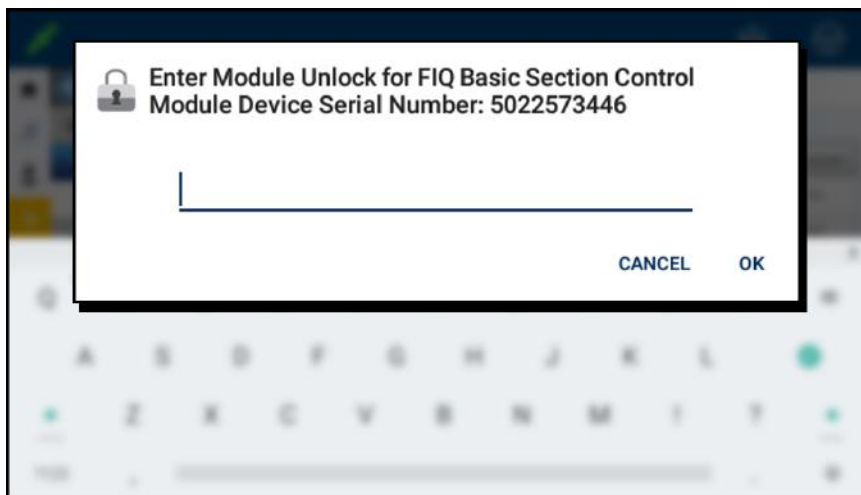 Enter Module Unlock for FIQ Basic Section Control
Module Device Serial Number: 5022573446
CANCEL OK
Q
A S D F G H J K L
Z X C V B N M ! ?